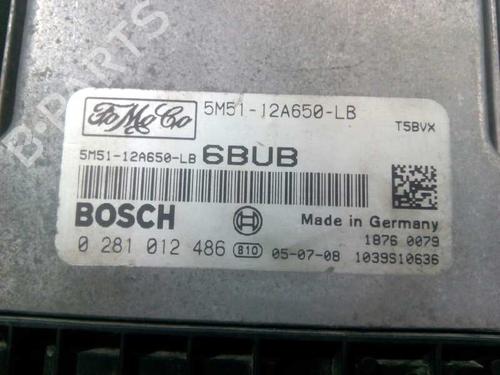 B-PARTS
FoMoCo
5M51-12A650-LB
T5BVX
5M51-12A650-LB 6BUB
BOSCH
Made in Germany
1876 0079
0 281 012 486 810 05-07-08 1039S10636